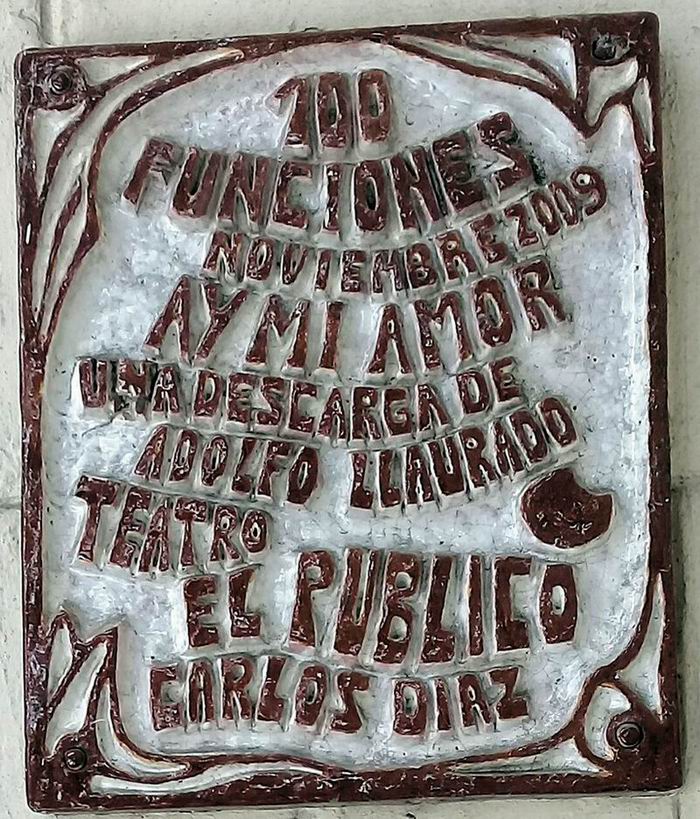 100
FUNCIONES
NOVIEMBRE 2009
AY MI AMOR
UNA DESCARGA DE
ADOLFO LLAURADO
TEATRO
EL PUBLICO
CARLOS DIAZ